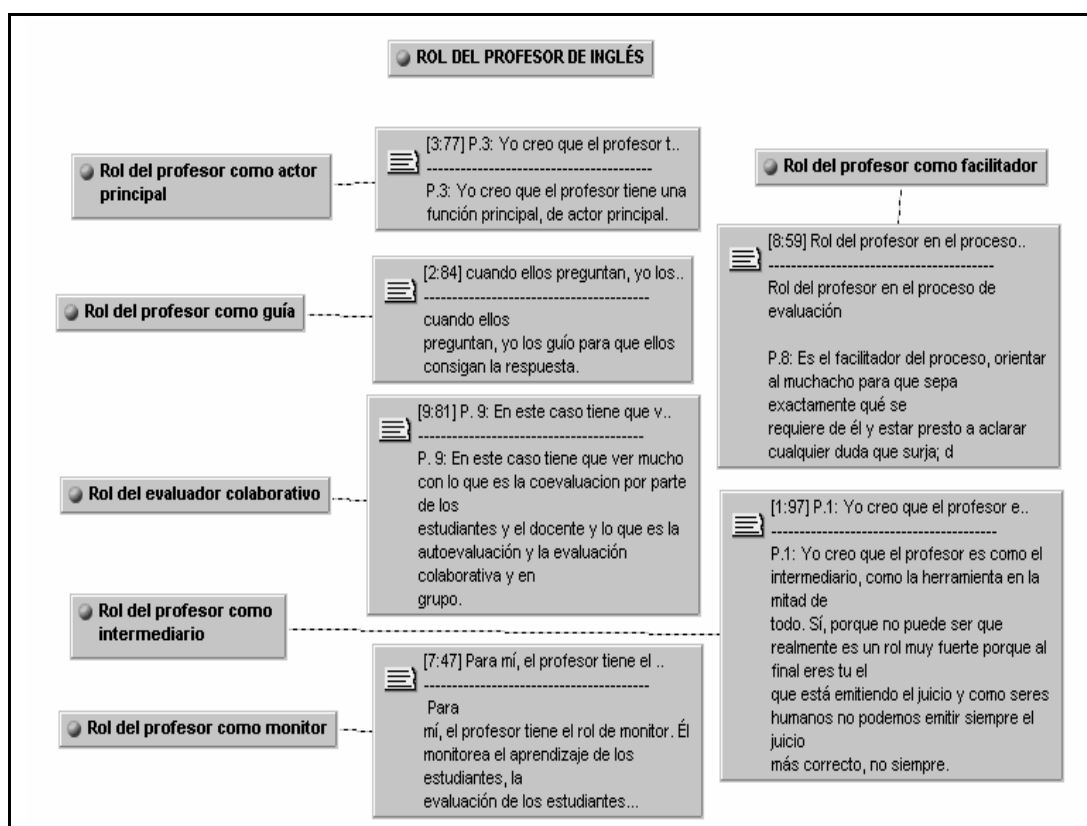 ROL DEL PROFESOR DE INGLÉS
Rol del profesor como actor
principal
[3:77] P.3: Yo creo que el profesor t..
----------------------------------------
P.3: Yo creo que el profesor tiene una
función principal, de actor principal.
Rol del profesor como guía
[2:84] cuando ellos preguntan, yo los..
----------------------------------------
cuando ellos
preguntan, yo los guío para que ellos
consigan la respuesta.
Rol del evaluador colaborativo
[9:81] P. 9: En este caso tiene que v..
----------------------------------------
P. 9: En este caso tiene que ver mucho
con lo que es la coevaluacion por parte
de los
estudiantes y el docente y lo que es la
autoevaluación y la evaluación
colaborativa y en
grupo.
Rol del profesor como
intermediario
Rol del profesor como monitor
[7:47] Para mí, el profesor tiene el ..
----------------------------------------
Para
mí, el profesor tiene el rol de monitor. Él
monitorea el aprendizaje de los
estudiantes, la
evaluación de los estudiantes...
Rol del profesor como facilitador
[8:59] Rol del profesor en el proceso..
----------------------------------------
Rol del profesor en el proceso de
evaluación
P.8: Es el facilitador del proceso, orientar
al muchacho para que sepa
exactamente qué se
requiere de él y estar presto a aclarar
cualquier duda que surja; d
[1:97] P.1: Yo creo que el profesor e..
----------------------------------------
P.1: Yo creo que el profesor es como el
intermediario, como la herramienta en la
mitad de
todo. Sí, porque no puede ser que
realmente es un rol muy fuerte porque al
final eres tu el
que está emitiendo el juicio y como seres
humanos no podemos emitir siempre el
juicio
más correcto, no siempre.